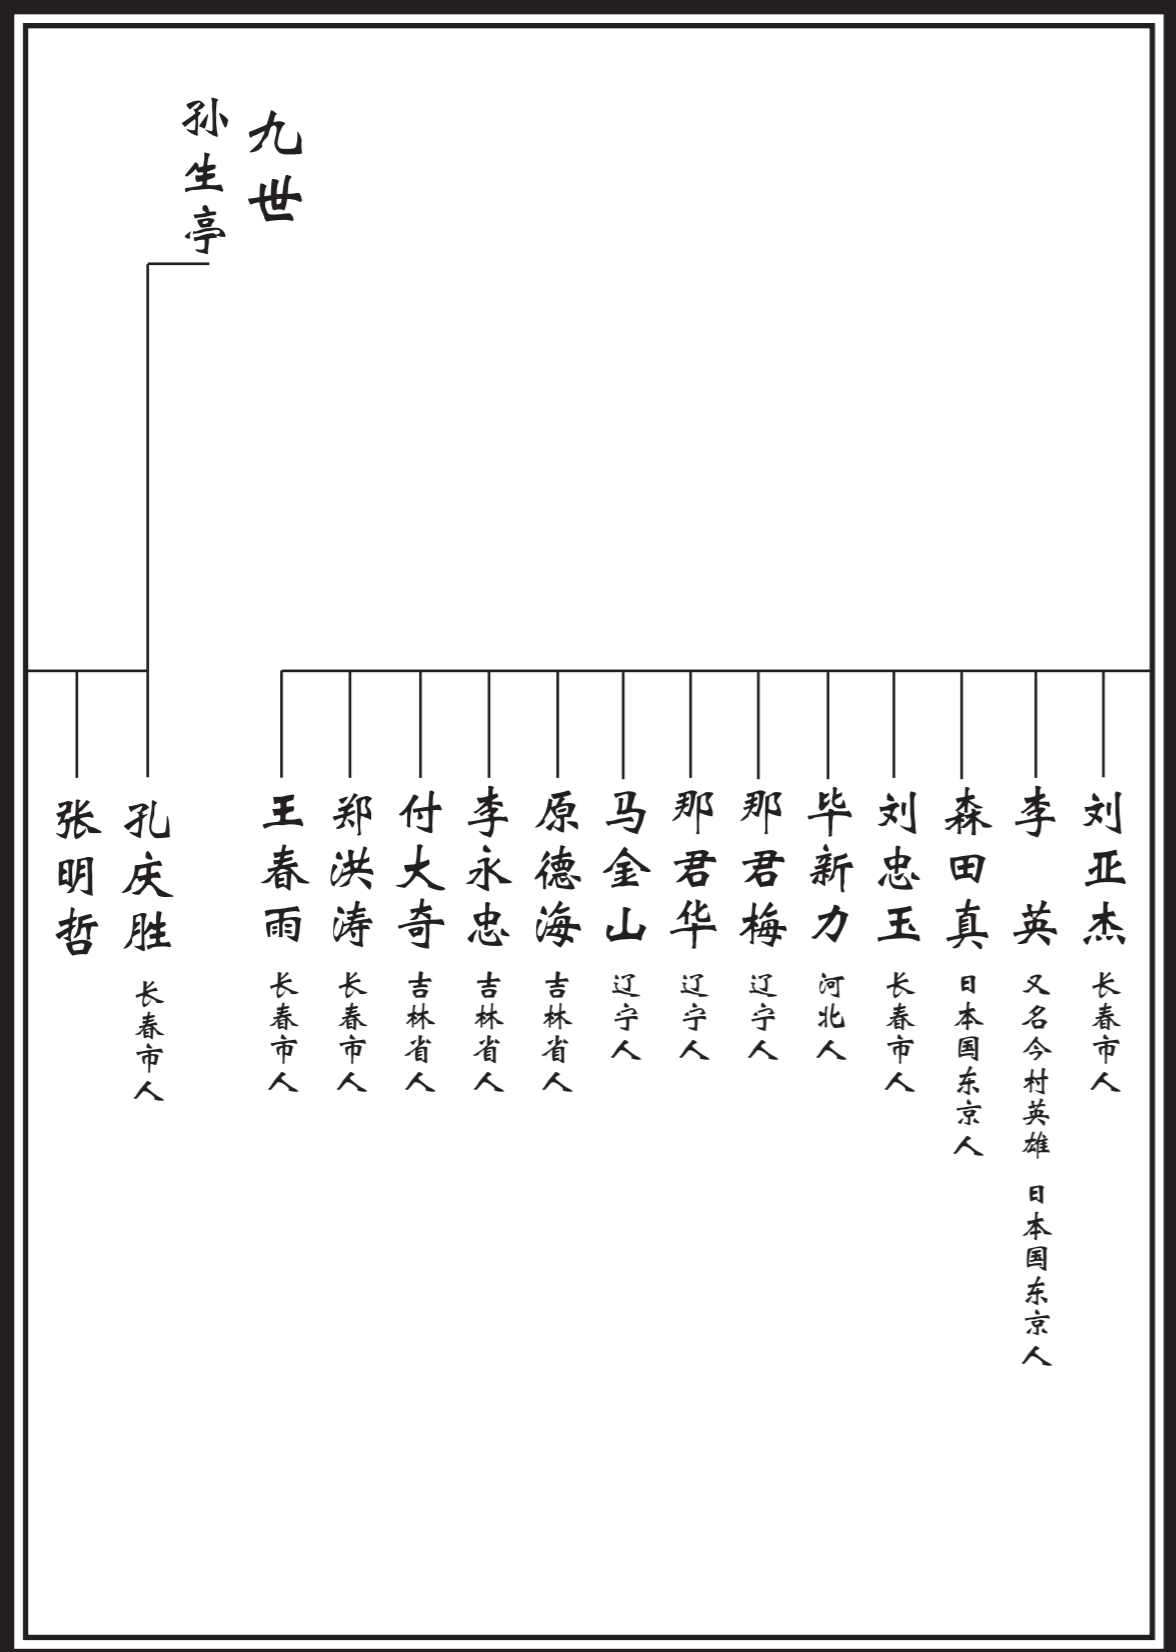 九世
孙生亭
刘亚杰 长春市人
李 英 又名今村英雄 日本国东京人
森田真 日本国东京人
刘忠玉 长春市人
毕新力 河北人
那君梅 辽宁人
那君华 辽宁人
马金山 辽宁人
原德海 吉林省人
李永忠 吉林省人
付大奇 吉林省人
郑洪涛 长春市人
王春雨 长春市人
孔庆胜 长春市人
张明哲